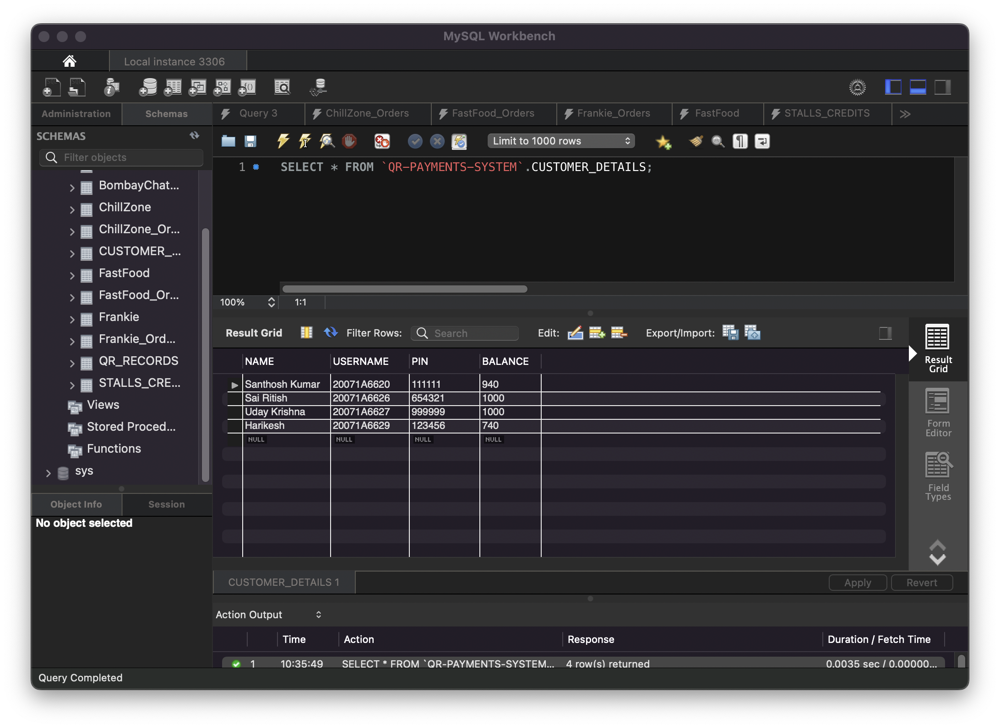 MySQL Workbench
Local instance 3306
Administration
Schemas
Query 3
ChillZone_Orders
FastFood_Orders
Frankie_Orders
FastFood
STALLS_CREDITS
SCHEMAS
Filter objects
BombayChat...
ChillZone
ChillZone_Or...
CUSTOMER_...
FastFood
FastFood_Or...
Frankie
Frankie_Ord...
QR_RECORDS
STALLS_CRE...
Views
Stored Proced...
Functions
sys
Object Info
Session
No object selected
Limit to 1000 rows
1 SELECT * FROM `QR-PAYMENTS-SYSTEM`.CUSTOMER_DETAILS;
100%
1:1
Result Grid
Filter Rows:
Search
Edit:
Export/Import:
NAME USERNAME PIN BALANCE
Santhosh Kumar 20071A6620 111111 940
Sai Ritish 20071A6626 654321 1000
Uday Krishna 20071A6627 999999 1000
Harikesh 20071A6629 123456 740
NULL NULL NULL NULL
Result
Grid
Form
Editor
Field
Types
CUSTOMER_DETAILS 1
Apply
Revert
Action Output
Time Action Response Duration / Fetch Time
1 10:35:49 SELECT * FROM `QR-PAYMENTS-SYSTEM... 4 row(s) returned 0.0035 sec / 0.00000...
Query Completed